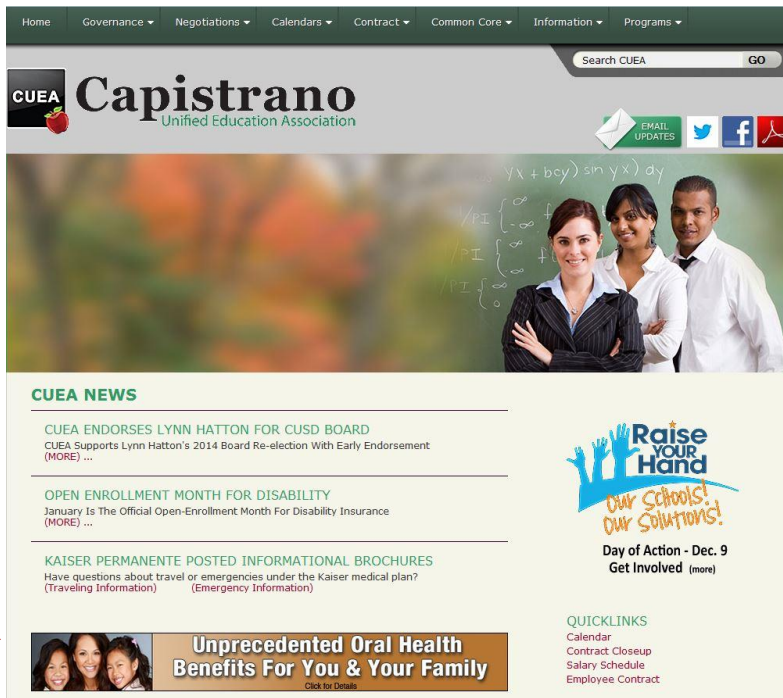 Home Governance Negotiations Calendars Contract Common Core Information Programs
Search CUEA GO
CUEA Capistrano
Unified Education Association
EMAIL
UPDATES
yx + bcy) sin yx) dy
CUEA NEWS
CUEA ENDORSES LYNN HATTON FOR CUSD BOARD
CUEA Supports Lynn Hatton's 2014 Board Re-election With Early Endorsement
(MORE) ...
OPEN ENROLLMENT MONTH FOR DISABILITY
January Is The Official Open-Enrollment Month For Disability Insurance
(MORE) ...
KAISER PERMANENTE POSTED INFORMATIONAL BROCHURES
Have questions about travel or emergencies under the Kaiser medical plan?
(Traveling Information) (Emergency Information)
Unprecedented Oral Health
Benefits For You & Your Family
Click for Details
Raise
YOUR
Hand
Our Schools!
Our Solutions!
Day of Action - Dec. 9
Get Involved (more)
QUICKLINKS
Calendar
Contract Closeup
Salary Schedule
Employee Contract